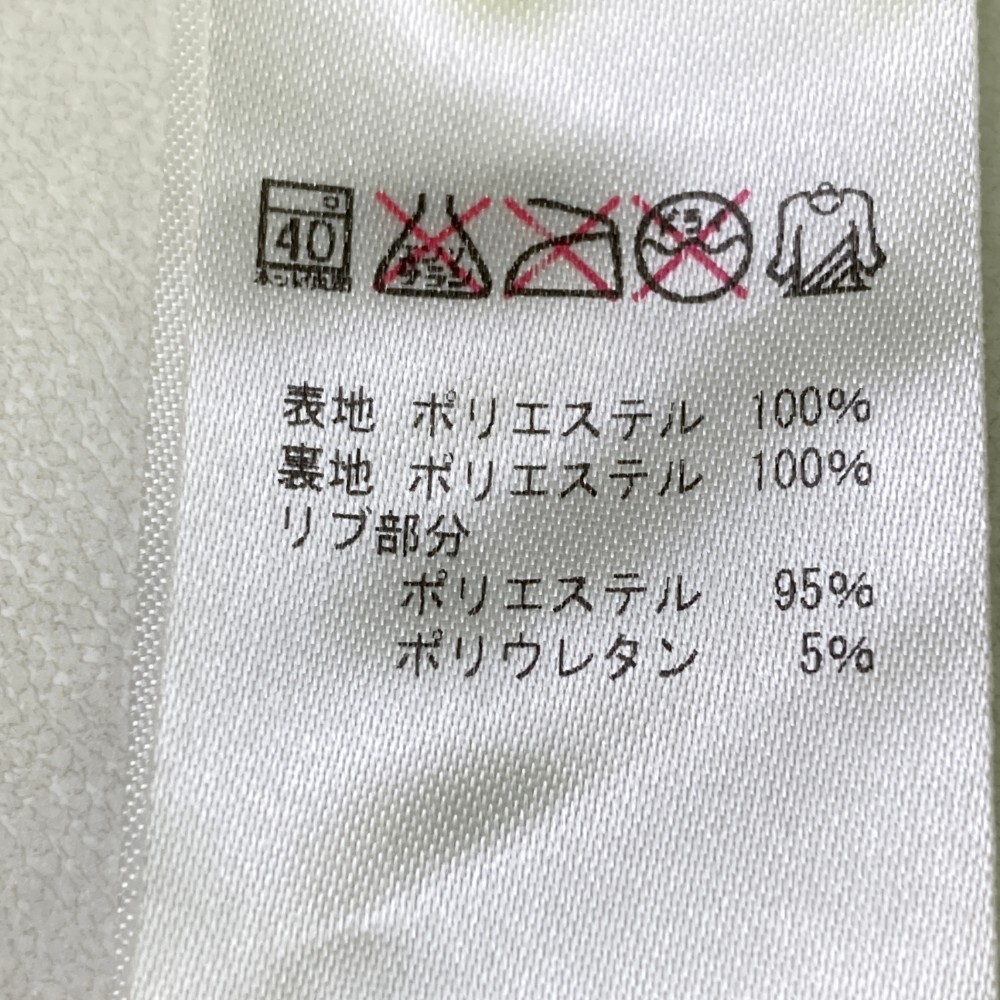 40
表地 ポリエステル 100%
裏地 ポリエステル 100%
リブ部分
ポリエステル 95%
ポリウレタン 5%